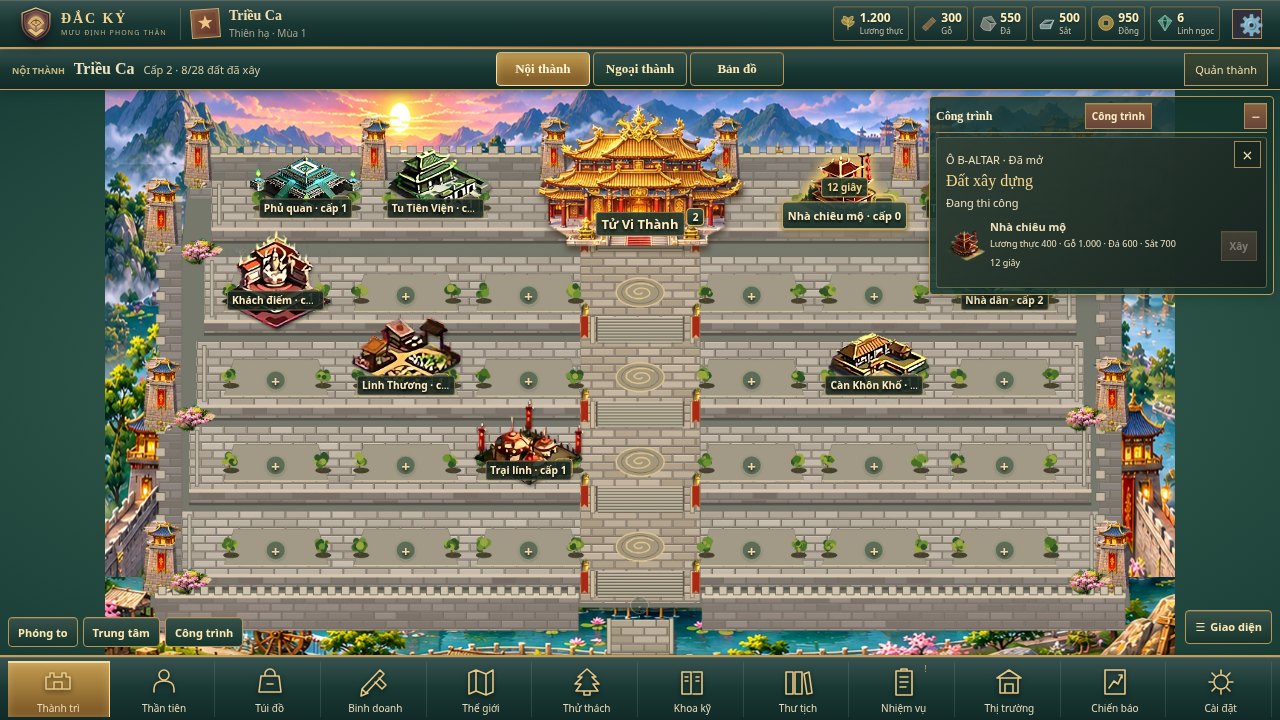 ĐẮC KỶ
MƯU ĐỊNH PHONG THẦN
Triều Ca
Thiên hạ · Mùa 1
1.200
Lương thực
300
Gỗ
550
Đá
500
Sắt
950
Đồng
6
Linh ngọc
NỘI THÀNH Triều Ca Cấp 2 · 8/28 đất đã xây
Nội thành
Ngoại thành
Bản đồ
Quản thành
Công trình
Công trình
−
Ô B-ALTAR · Đã mở
✕
Đất xây dựng
Đang thi công
Nhà chiêu mộ
Lương thực 400 · Gỗ 1.000 · Đá 600 · Sắt 700
12 giây
Xây
Phủ quan · cấp 1
Tu Tiên Viện · c...
Tử Vi Thành
2
12 giây
Nhà chiêu mộ · cấp 0
Khách điếm · c...
Nhà dân · cấp 2
Linh Thương · c...
Càn Khôn Khố · ...
Trại lính · cấp 1
Phóng to
Trung tâm
Công trình
☰ Giao diện
Thành trì
Thần tiên
Túi đồ
Binh doanh
Thế giới
Thử thách
Khoa kỹ
Thư tịch
Nhiệm vụ
!
Thị trường
Chiến báo
Cài đặt